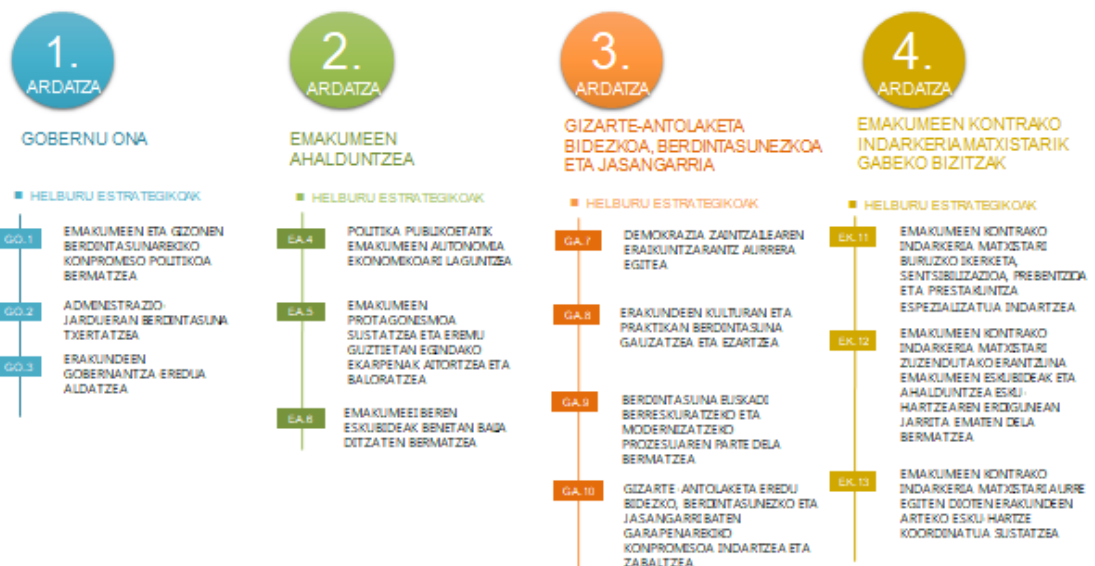 1.
ARDATZA
GOBERNU ONA
HELBURU ESTRATEGIKOAK
GO.1
EMAKUMEEN ETA GIZONEN
BERDINTASUNAREKIKO
KONPROMISO POLITIKOA
BERMATZEA
GO.2
ADMINISTRAZIO-
JARDUERAN BERDINTASUNA
TXERTATZEA
GO.3
ERAKUNDEEN
GOBERNANTZA-EREDUA
ALDATZEA
2.
ARDATZA
EMAKUMEEN
AHALDUNTZEA
HELBURU ESTRATEGIKOAK
EA.4
POLITIKA PUBLIKOETATIK
EMAKUMEEN AUTONOMIA
EKONOMIKOARI LAGUNTZEA
EA.5
EMAKUMEEN
PROTAGONISMOA
SUSTATZEA ETA EREMU
GUZTIETAN EGINDAKO
EKARPENAK AITORTZEA ETA
BALORATZEA
EA.6
EMAKUMEEI BEREN
ESKUBIDEAK BENETAN BALIA
DITZATEN BERMATZEA
3.
ARDATZA
GIZARTE-ANTOLAKETA
BIDEZKOA, BERDINTASUNEZKOA
ETA JASANGARRIA
HELBURU ESTRATEGIKOAK
GA.7
DEMOKRAZIA ZAINTZAILEAREN
ERAIKUNTZARANTZ AURRERA
EGITEA
GA.8
ERAKUNDEEN KULTURAN ETA
PRAKTIKAN BERDINTASUNA
GAUZATZEA ETA EZARTZEA
GA.9
BERDINTASUNA EUSKADI
BERRESKURATZEKO ETA
MODERNIZATZEKO
PROZESUAREN PARTE DELA
BERMATZEA
GA.10
GIZARTE-ANTOLAKETA EREDU
BIDEZKO, BERDINTASUNEZKO ETA
JASANGARRI BATEN
GARAPENAREKIKO
KONPROMISOA INDARTZEA ETA
ZABALTZEA
4.
ARDATZA
EMAKUMEEN KONTRAKO
INDARKERIA MATXISTARIK
GABEKO BIZITZAK
HELBURU ESTRATEGIKOAK
EK.11
EMAKUMEEN KONTRAKO
INDARKERIA MATXISTARI
BURUZKO IKERKETA,
SENTSIBILIZAZIOA, PREBENTZIOA
ETA PRESTAKUNTZA
ESPEZIALIZATUA INDARTZEA
EK.12
EMAKUMEEN KONTRAKO
INDARKERIA MATXISTARI
ZUZENDUTAKO ERANTZUNA
EMAKUMEEN ESKUBIDEAK ETA
AHALDUNTZEA ESKU-
HARTZEAREN ERDIGUNEAN
JARRITA EMATEN DELA
BERMATZEA
EK.13
EMAKUMEEN KONTRAKO
INDARKERIA MATXISTARI AURRE
EGITEN DIOTEN ERAKUNDEEN
ARTEKO ESKU-HARTZE
KOORDINATUA SUSTATZEA